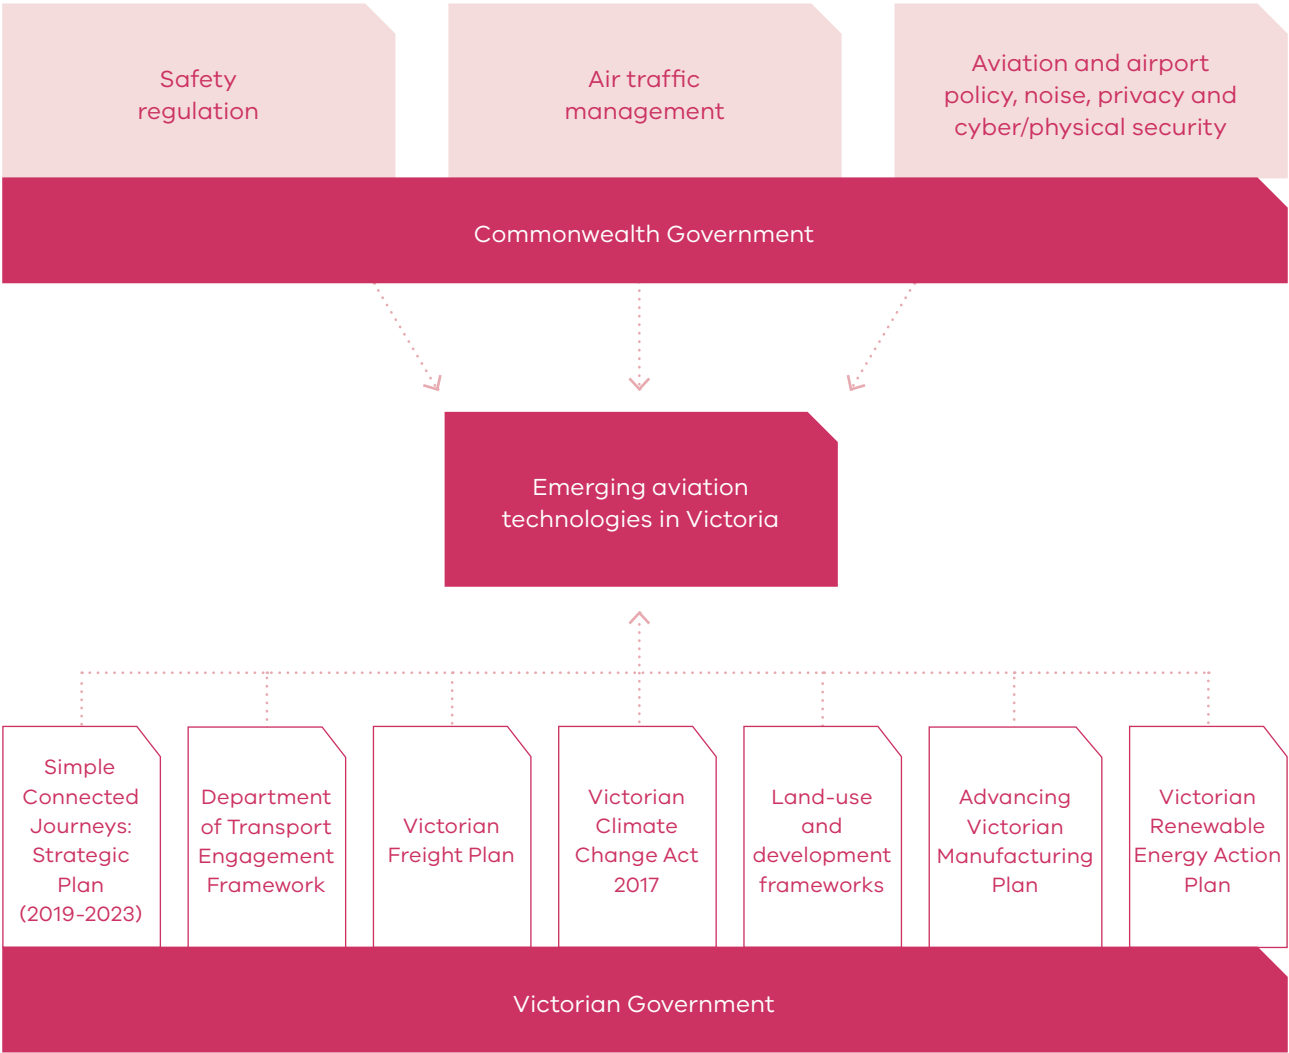 Safety
regulation
Air traffic
management
Aviation and airport
policy, noise, privacy and
cyber/physical security
Commonwealth Government
Emerging aviation
technologies in Victoria
Simple
Connected
Journeys:
Strategic
Plan
(2019-2023)
Department
of Transport
Engagement
Framework
Victorian
Freight Plan
Victorian
Climate
Change Act
2017
Land-use
and
development
frameworks
Advancing
Victorian
Manufacturing
Plan
Victorian
Renewable
Energy Action
Plan
Victorian Government